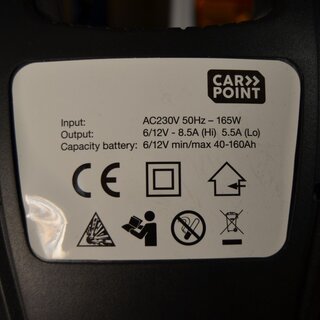 CAR>>
POINT
Input: AC230V 50Hz – 165W
Output: 6/12V - 8.5A (Hi) 5.5A (Lo)
Capacity battery: 6/12V min/max 40-160Ah
CE